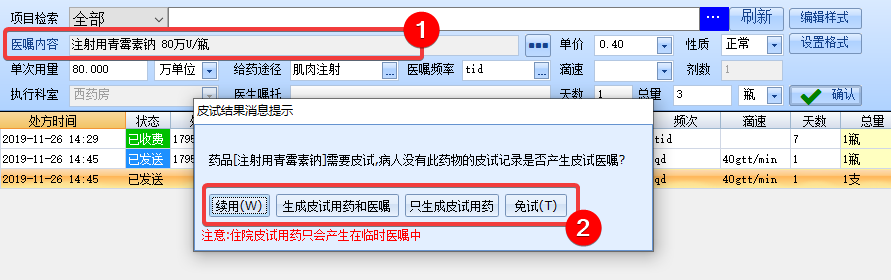 项目检索 全部 ... 刷新 编辑样式
1
医嘱内容 注射用青霉素钠 80万U/瓶 单价 0.40 性质 正常 设置格式
单次用量 80.000 万单位 给药途径 肌肉注射 ... 医嘱频率 tid ... 滴速 剂数 1
执行科室 西药房 医生嘱托 天数 1 总量 3 瓶 确认
处方时间 状态 处 频次 滴速 天数 总量
2019-11-26 14:29 已收费 1795 tid 7 1瓶
2019-11-26 14:45 已发送 1795 qd 40gtt/min 1 1瓶
2019-11-26 14:45 已发送 qd 40gtt/min 1 1支
皮试结果消息提示
药品[注射用青霉素钠]需要皮试,病人没有此药物的皮试记录是否产生皮试医嘱?
续用(W) 生成皮试用药和医嘱 只生成皮试用药 免试(T)
2
注意:住院皮试用药只会产生在临时医嘱中